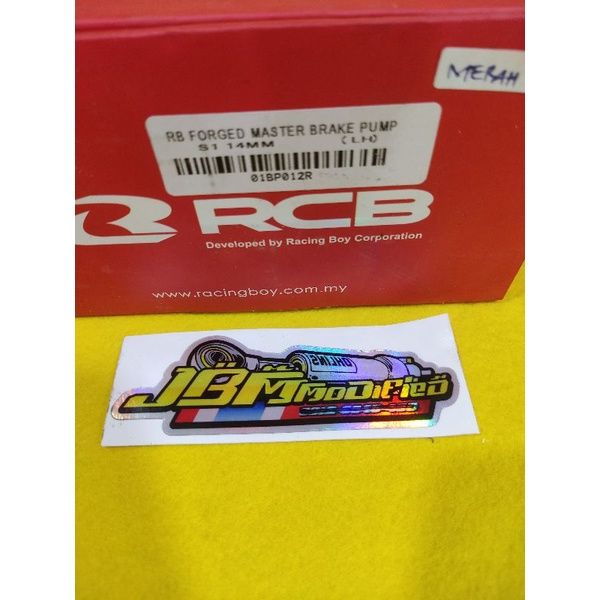 MERAH
RB FORGED MASTER BRAKE PUMP
S1 14MM (LH)
01BP012R
RCB
Developed by Racing Boy Corporation
www.racingboy.com.my
OHLINS
JBM MODIFIED